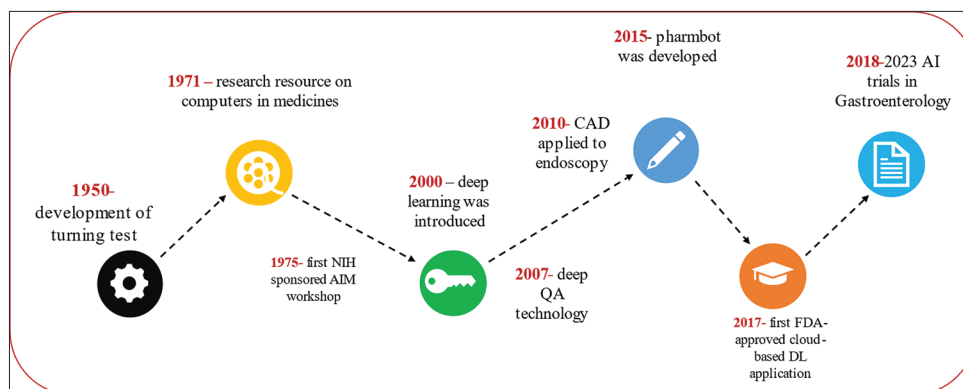 1950-
development of
turning test
1971 – research resource on
computers in medicines
1975- first NIH
sponsored AIM
workshop
2000 – deep
learning was
introduced
2007- deep
QA
technology
2010- CAD
applied to
endoscopy
2015- pharmbot
was developed
2017- first FDA-
approved cloud-
based DL
application
2018-2023 AI
trials in
Gastroenterology